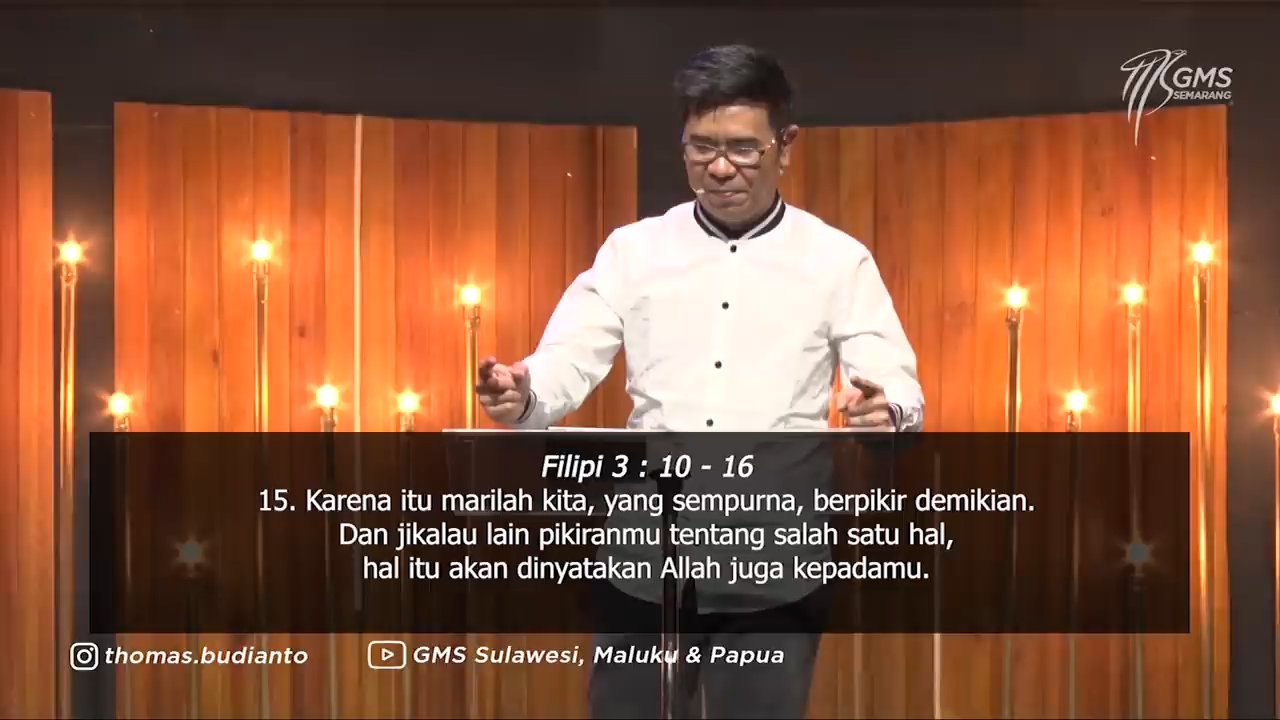 GMS
SEMARANG
Filipi 3 : 10 - 16
15. Karena itu marilah kita, yang sempurna, berpikir demikian.
Dan jikalau lain pikiranmu tentang salah satu hal,
hal itu akan dinyatakan Allah juga kepadamu.
thomas.budianto
GMS Sulawesi, Maluku & Papua